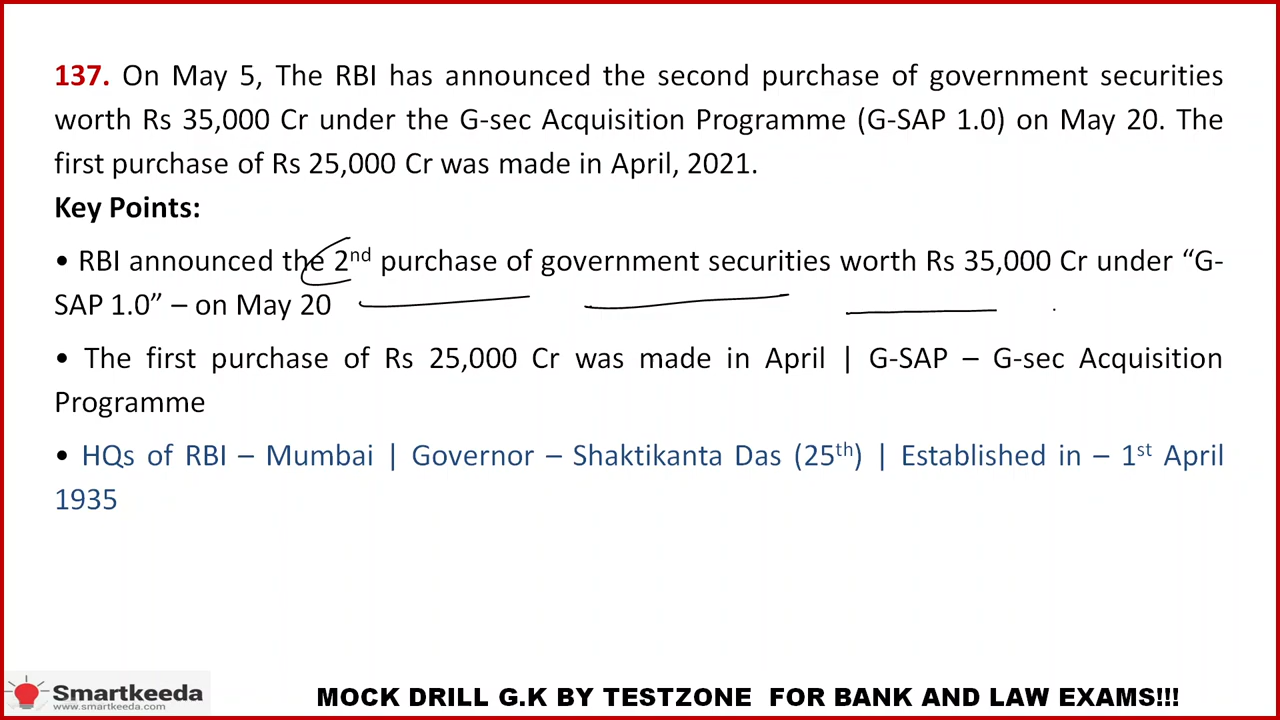 137. On May 5, The RBI has announced the second purchase of government securities
worth Rs 35,000 Cr under the G-sec Acquisition Programme (G-SAP 1.0) on May 20. The
first purchase of Rs 25,000 Cr was made in April, 2021.
Key Points:
• RBI announced the 2nd purchase of government securities worth Rs 35,000 Cr under “G-
SAP 1.0” – on May 20
• The first purchase of Rs 25,000 Cr was made in April | G-SAP – G-sec Acquisition
Programme
• HQs of RBI – Mumbai | Governor – Shaktikanta Das (25th) | Established in – 1st April
1935
Smartkeeda
www.smartkeeda.com
MOCK DRILL G.K BY TESTZONE FOR BANK AND LAW EXAMS!!!